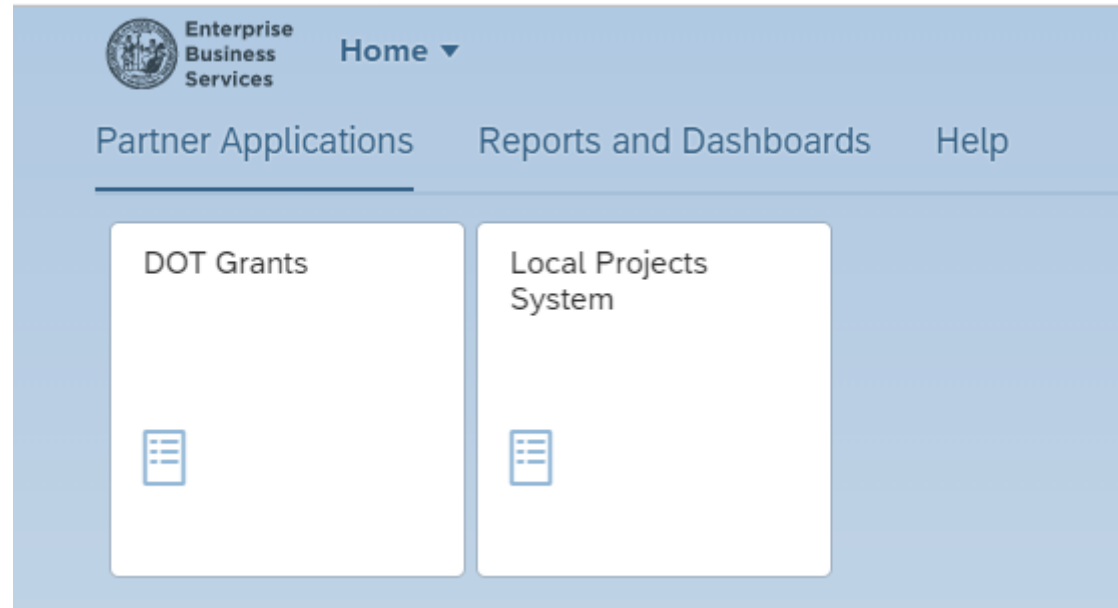 Enterprise
Business
Services
Home
Partner Applications
Reports and Dashboards
Help
DOT Grants
Local Projects
System